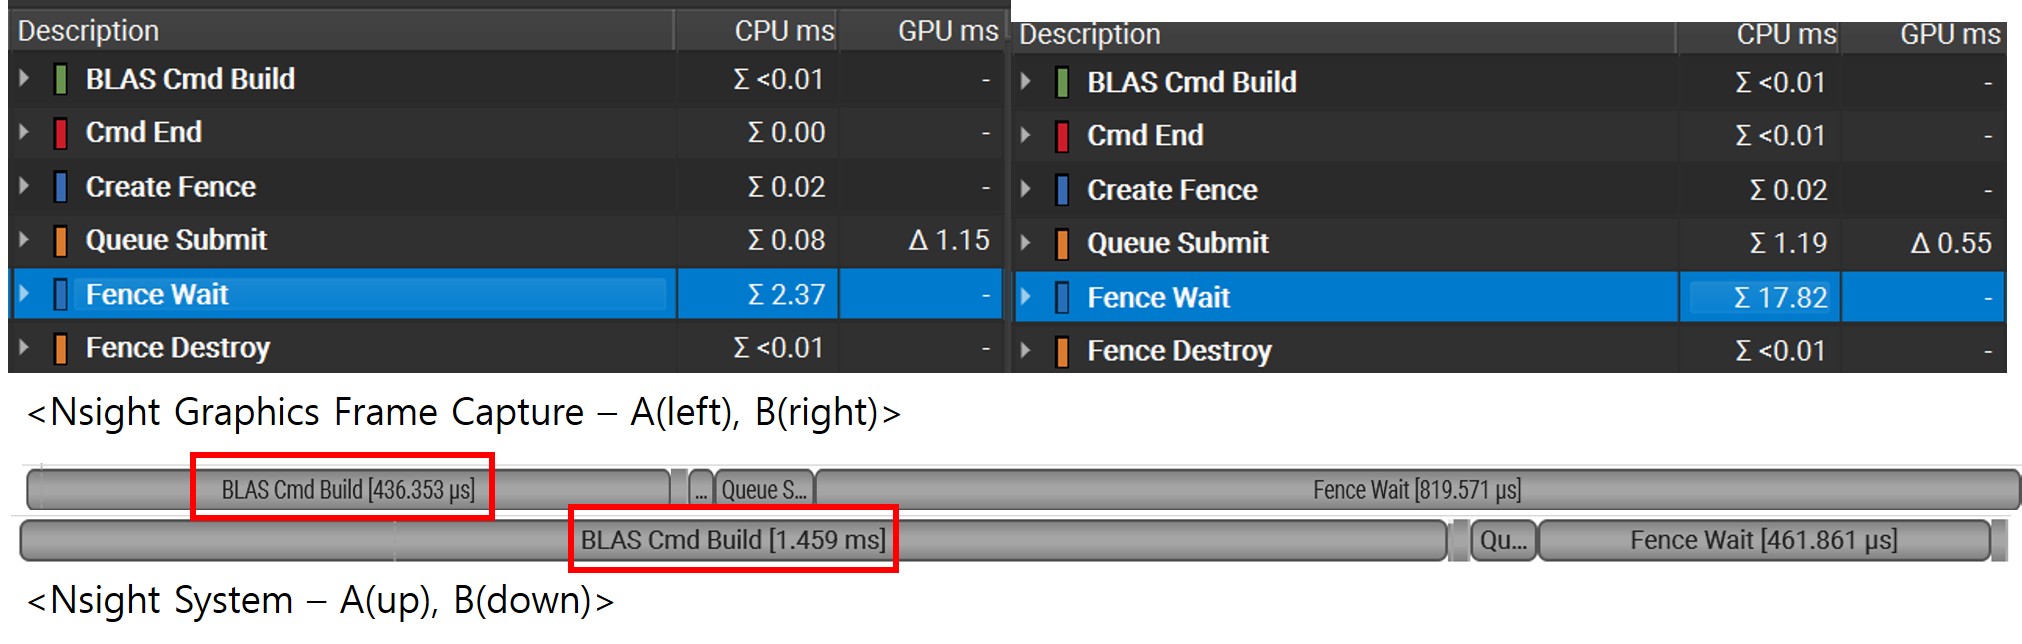 Description CPU ms GPU ms
BLAS Cmd Build Σ <0.01 -
Cmd End Σ 0.00 -
Create Fence Σ 0.02 -
Queue Submit Σ 0.08 Δ 1.15
Fence Wait Σ 2.37 -
Fence Destroy Σ <0.01 -
Description CPU ms GPU ms
BLAS Cmd Build Σ <0.01 -
Cmd End Σ <0.01 -
Create Fence Σ 0.02 -
Queue Submit Σ 1.19 Δ 0.55
Fence Wait Σ 17.82 -
Fence Destroy Σ <0.01 -
<Nsight Graphics Frame Capture – A(left), B(right)>
BLAS Cmd Build [436.353 µs] ... Queue S... Fence Wait [819.571 µs]
BLAS Cmd Build [1.459 ms] Qu... Fence Wait [461.861 µs]
<Nsight System – A(up), B(down)>